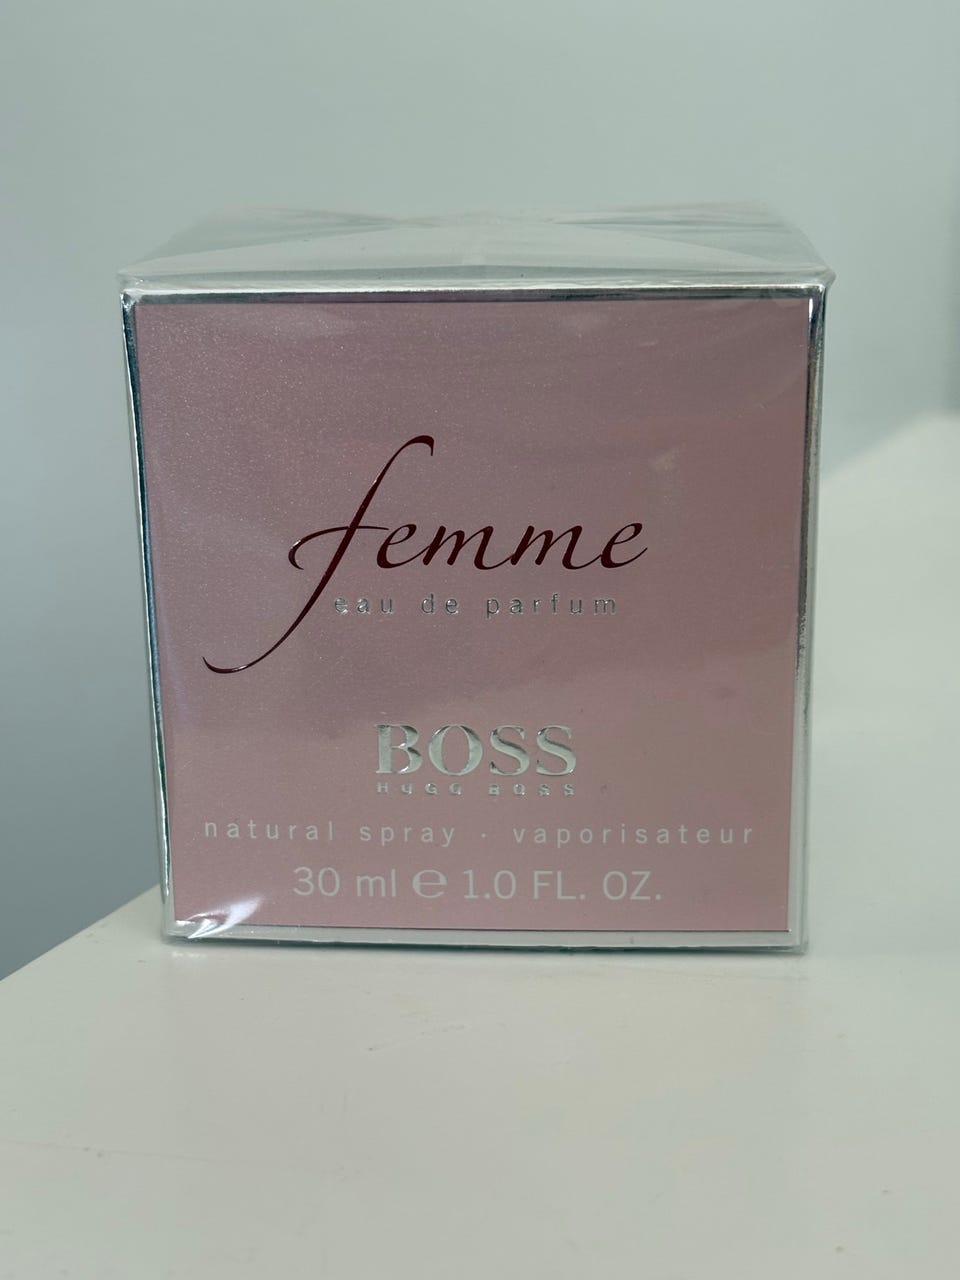 femme
eau de parfum
BOSS
HUGO BOSS
natural spray · vaporisateur
30 ml ℮ 1.0 FL. OZ.